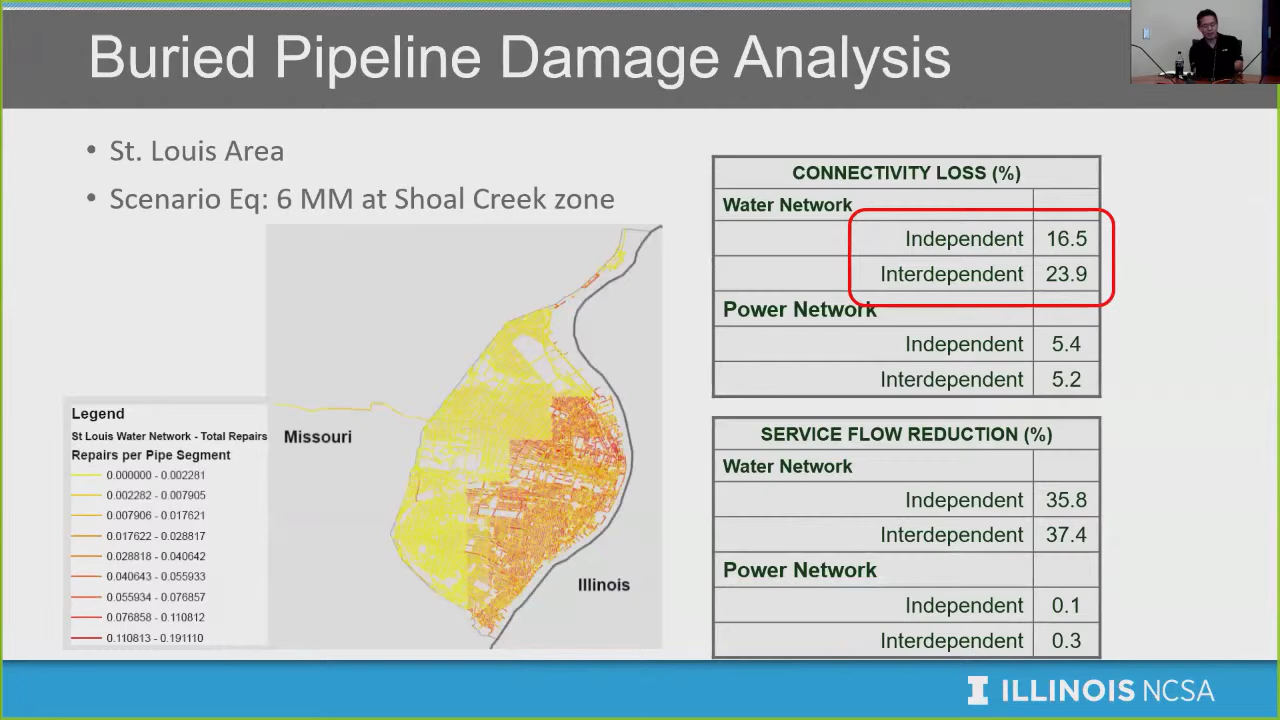 Buried Pipeline Damage Analysis
• St. Louis Area
• Scenario Eq: 6 MM at Shoal Creek zone
Legend
St Louis Water Network - Total Repairs
Repairs per Pipe Segment
0.000000 - 0.002281
0.002282 - 0.007905
0.007906 - 0.017621
0.017622 - 0.028817
0.028818 - 0.040642
0.040643 - 0.055933
0.055934 - 0.076857
0.076858 - 0.110812
0.110813 - 0.191110
Missouri
Illinois
CONNECTIVITY LOSS (%)
Water Network
Independent 16.5
Interdependent 23.9
Power Network
Independent 5.4
Interdependent 5.2
SERVICE FLOW REDUCTION (%)
Water Network
Independent 35.8
Interdependent 37.4
Power Network
Independent 0.1
Interdependent 0.3
I ILLINOIS NCSA